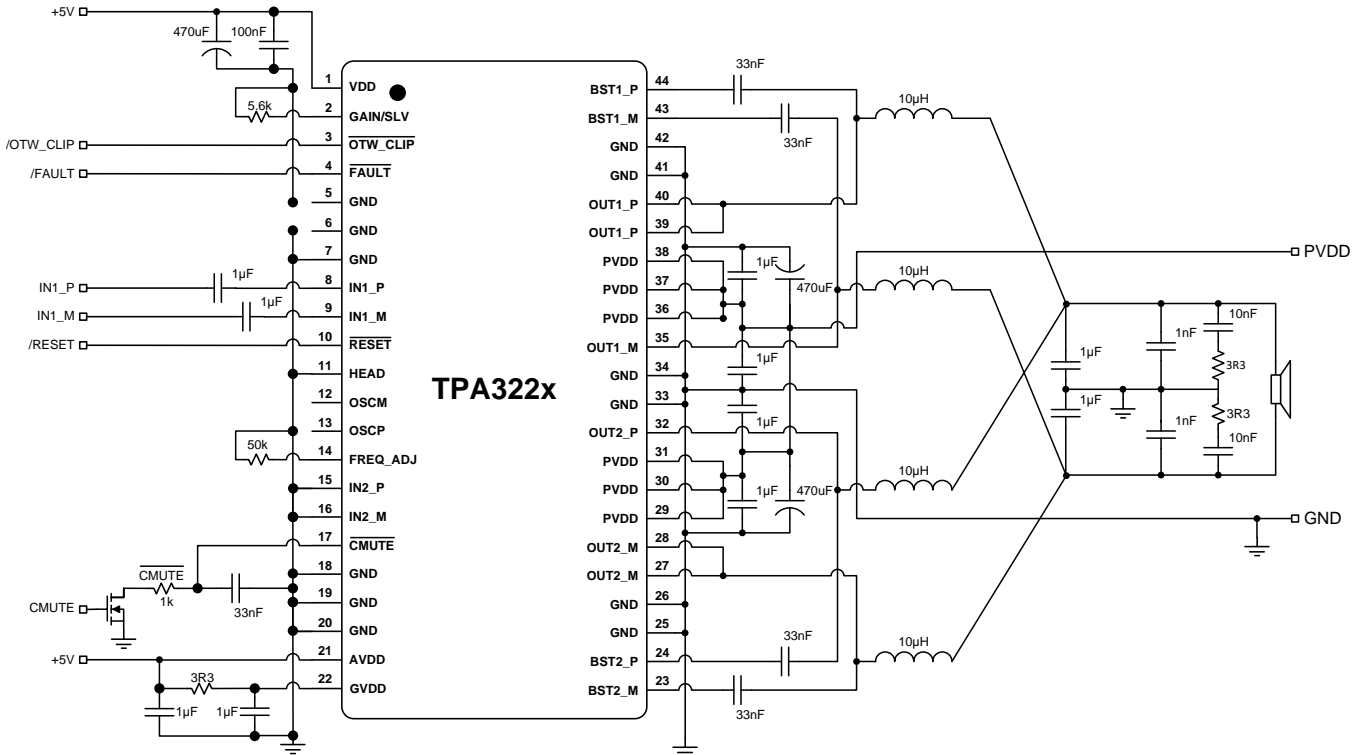 +5V
470uF
100nF
5.6k
/OTW_CLIP
/FAULT
1µF
1µF
IN1_P
IN1_M
/RESET
50k
CMUTE
1k
33nF
CMUTE
+5V
3R3
1µF
1µF
1 VDD
2 GAIN/SLV
3 OTW_CLIP
4 FAULT
5 GND
6 GND
7 GND
8 IN1_P
9 IN1_M
10 RESET
11 HEAD
12 OSCM
13 OSCP
14 FREQ_ADJ
15 IN2_P
16 IN2_M
17 CMUTE
18 GND
19 GND
20 GND
21 AVDD
22 GVDD
TPA322x
BST1_P 44
BST1_M 43
GND 42
GND 41
OUT1_P 40
OUT1_P 39
PVDD 38
PVDD 37
PVDD 36
OUT1_M 35
GND 34
GND 33
OUT2_P 32
PVDD 31
PVDD 30
PVDD 29
OUT2_M 28
OUT2_M 27
GND 26
GND 25
BST2_P 24
BST2_M 23
33nF
33nF
1µF
470uF
1µF
1µF
1µF
470uF
33nF
33nF
10µH
10µH
10µH
10µH
PVDD
1µF
1µF
1nF
1nF
10nF
3R3
3R3
10nF
GND